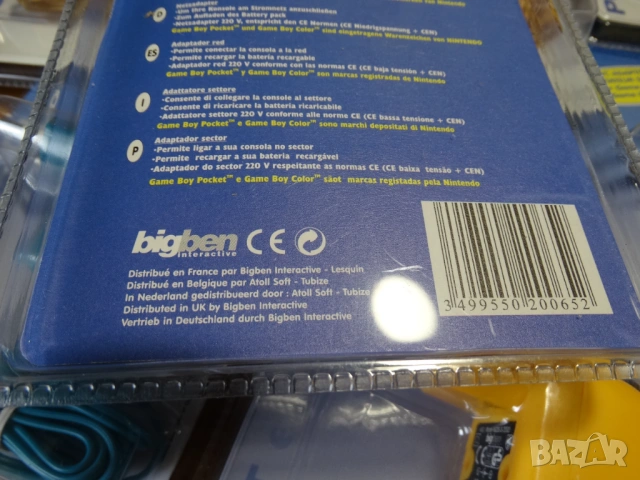 Netzadapter
-Um Ihre Konsole am Stromnetz anzuschließen
-Zum Aufladen des Battery pack
-Netzadapter 220 V, entspricht den CE Normen (CE Niedrigspannung + CEN)
Game Boy Pocket™ und Game Boy Color™ sind eingetragene Warenzeichen von NINTENDO
ES
Adaptador red
-Permite conectar la consola a la red
-Permite recargar la bateria recargable
-Adaptador red 220 V conforme con las normas CE (CE baja tensión + CEN)
Game Boy Pocket™ y Game Boy Color™ son marcas registradas de Nintendo
I
Adattatore settore
-Consente di collegare la consola al settore
-Consente di ricaricare la batteria ricaricabile
-Adattatore settore 220 V conforme alle norme CE (CE bassa tensione + CEN)
Game Boy Pocket™ e Game Boy Color™ sono marchi depositati di Nintendo
P
Adaptador sector
-Permite ligar a sua consola no sector
-Permite recargar a sua bateria recargável
-Adaptador do sector 220 V respeitante as normas CE (CE baixa tensão + CEN)
Game Boy Pocket™ e Game Boy Color™ sáot marcas registadas pela Nintendo
bigben
interactive
CE
Distribué en France par Bigben Interactive - Lesquin
Distribué en Belgique par Atoll Soft - Tubize
In Nederland gedistribueerd door : Atoll Soft - Tubize
Distributed in UK by Bigben Interactive
Vertrieb in Deutschland durch Bigben Interactive
3 499550 200652
BAZAR
bg